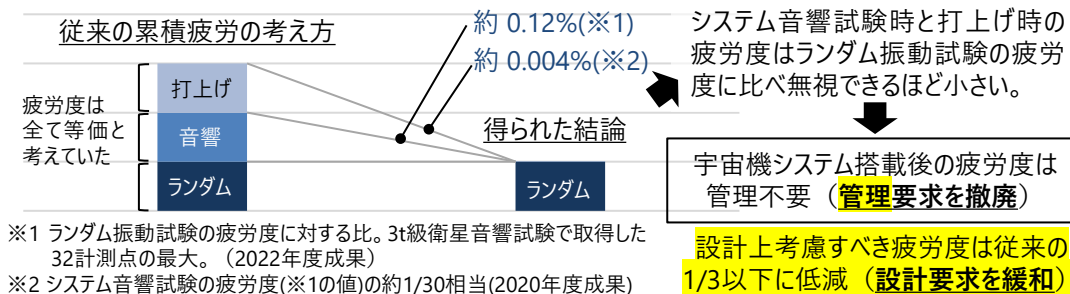 従来の累積疲労の考え方
約 0.12%(※1)
約 0.004%(※2)
システム音響試験時と打上げ時の
疲労度はランダム振動試験の疲労
度に比べ無視できるほど小さい。
疲労度は
全て等価と
考えていた
打上げ
音響
ランダム
得られた結論
ランダム
宇宙機システム搭載後の疲労度は
管理不要（管理要求を撤廃）
設計上考慮すべき疲労度は従来の
1/3以下に低減（設計要求を緩和）
※1 ランダム振動試験の疲労度に対する比。3t級衛星音響試験で取得した
32計測点の最大。（2022年度成果）
※2 システム音響試験の疲労度(※1の値)の約1/30相当(2020年度成果)